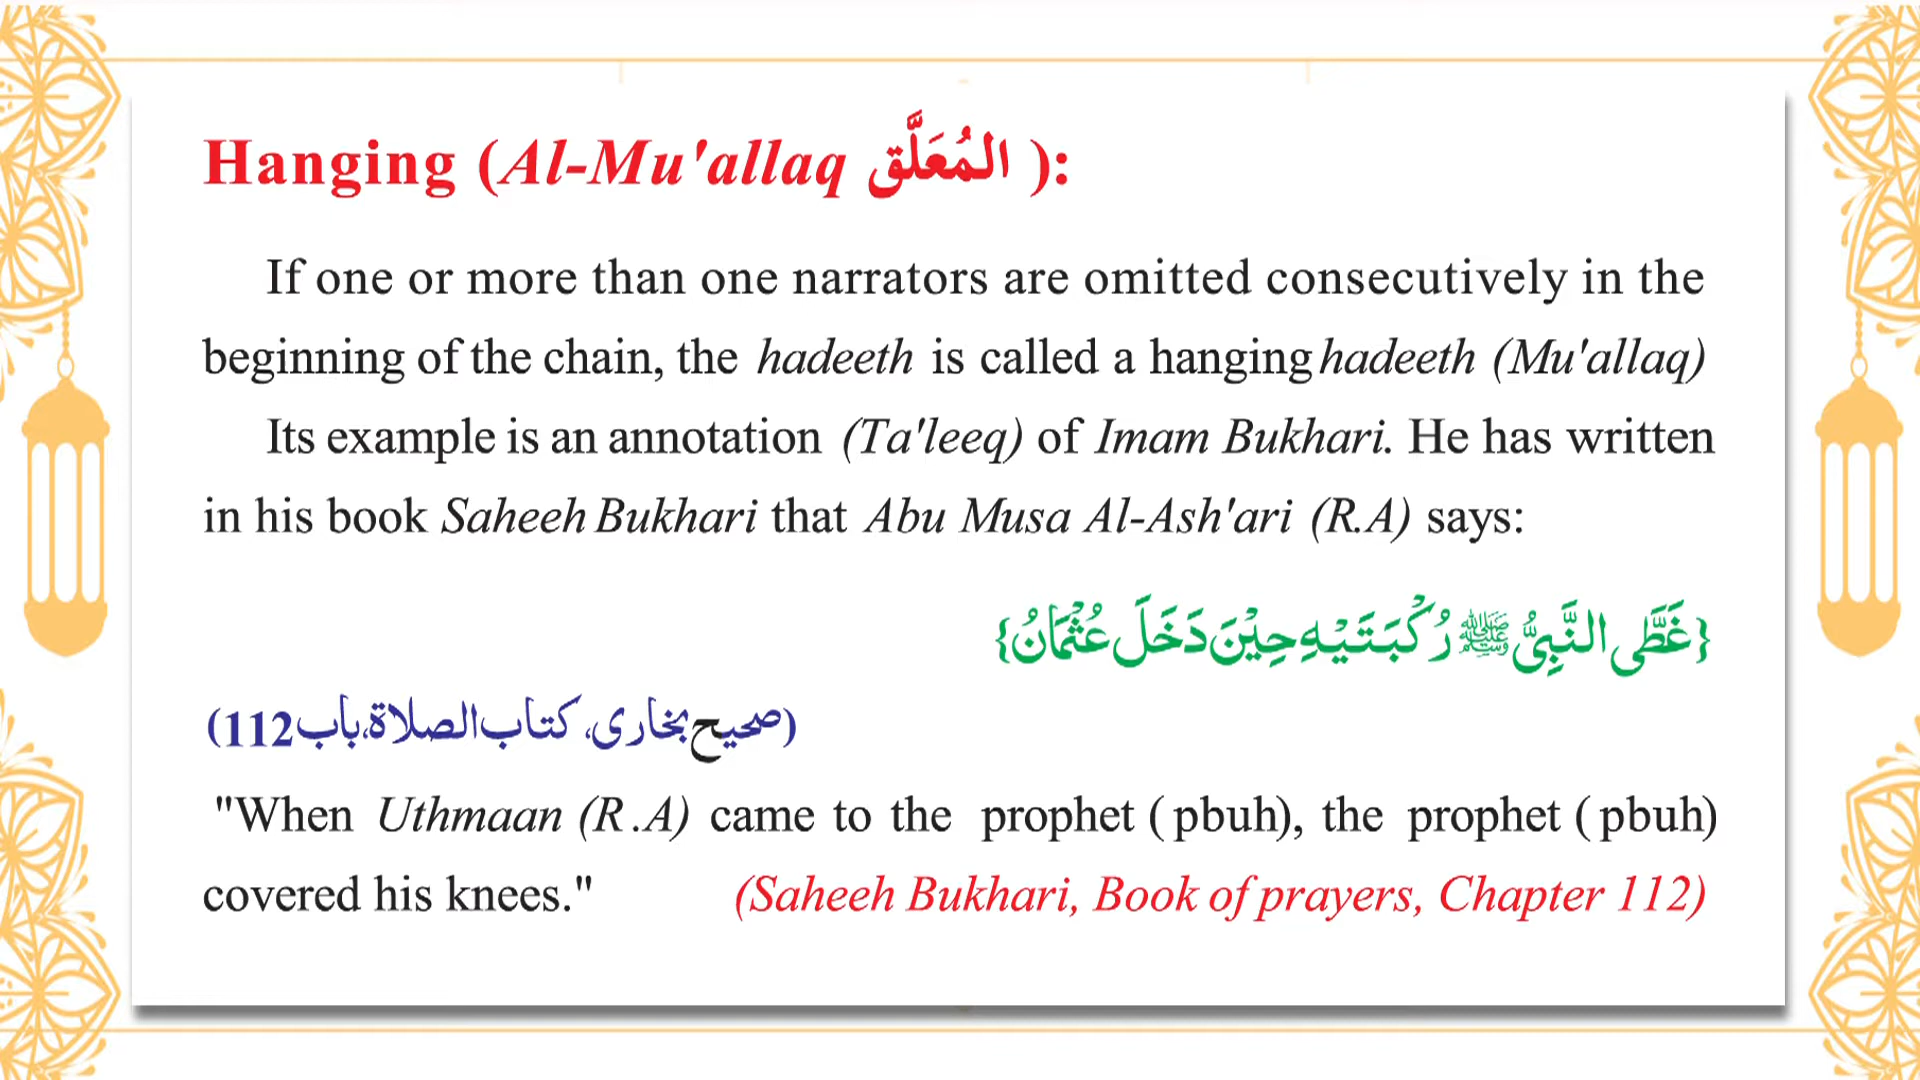 Hanging (Al-Mu'allaq المُعَلَّق ):
If one or more than one narrators are omitted consecutively in the
beginning of the chain, the hadeeth is called a hanging hadeeth (Mu'allaq)
Its example is an annotation (Ta'leeq) of Imam Bukhari. He has written
in his book Saheeh Bukhari that Abu Musa Al-Ash'ari (R.A) says:
{غَطَّى النَّبِيُّ ﷺ رُكْبَتَيْهِ حِيْنَ دَخَلَ عُثْمَانُ}
(صحیح بخاری، کتاب الصلاة، باب 112)
"When Uthmaan (R .A) came to the prophet ( pbuh), the prophet ( pbuh)
covered his knees." (Saheeh Bukhari, Book of prayers, Chapter 112)